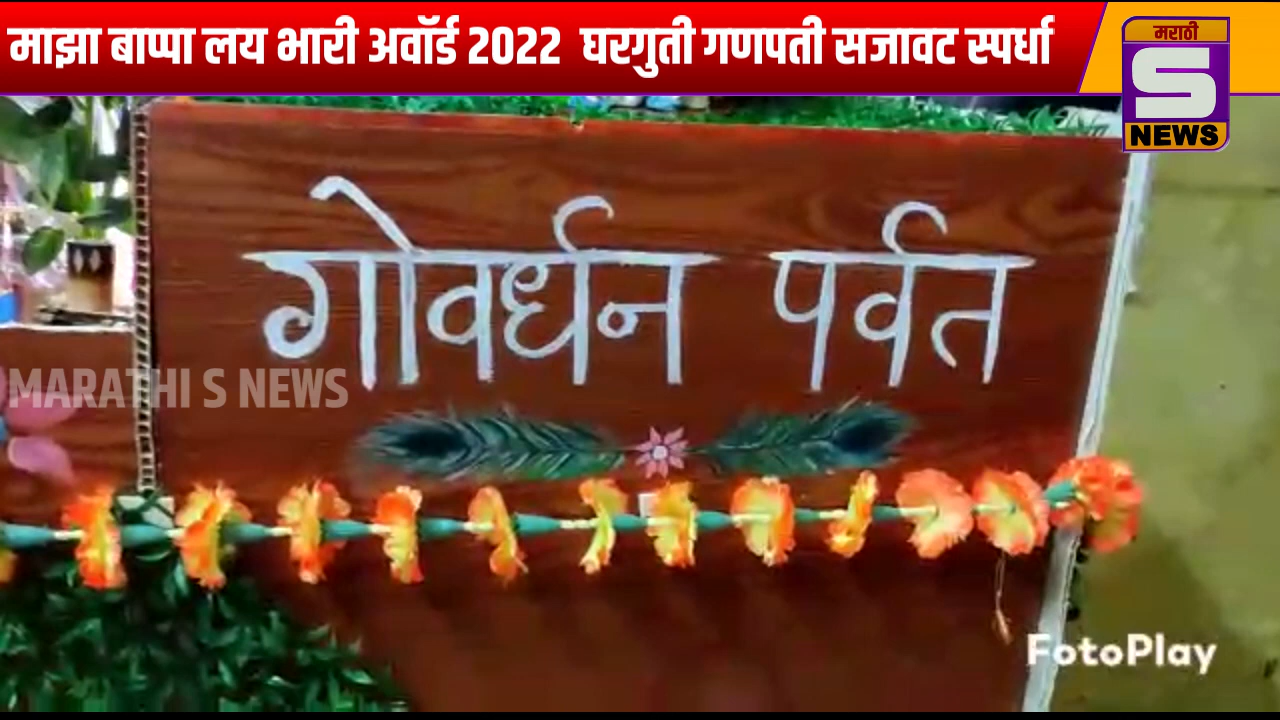 माझा बाप्पा लय भारी अवॉर्ड 2022 घरगुती गणपती सजावट स्पर्धा
मराठी
S
NEWS
गोवर्धन पर्वत
MARATHI S NEWS
FotoPlay